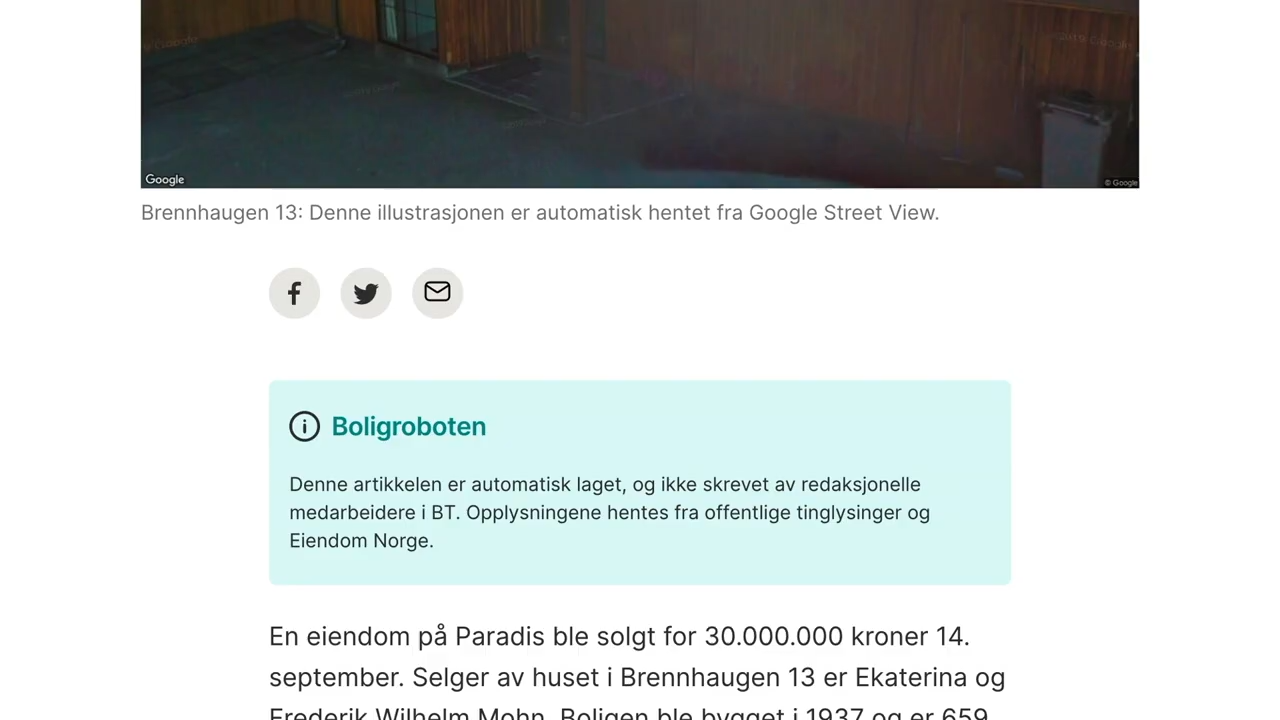 Google
© Google
Brennhaugen 13: Denne illustrasjonen er automatisk hentet fra Google Street View.
Boligroboten
Denne artikkelen er automatisk laget, og ikke skrevet av redaksjonelle
medarbeidere i BT. Opplysningene hentes fra offentlige tinglysinger og
Eiendom Norge.
En eiendom på Paradis ble solgt for 30.000.000 kroner 14.
september. Selger av huset i Brennhaugen 13 er Ekaterina og
Frederik Wilhelm Mohn. Boligen ble bygget i 1937 og er 659